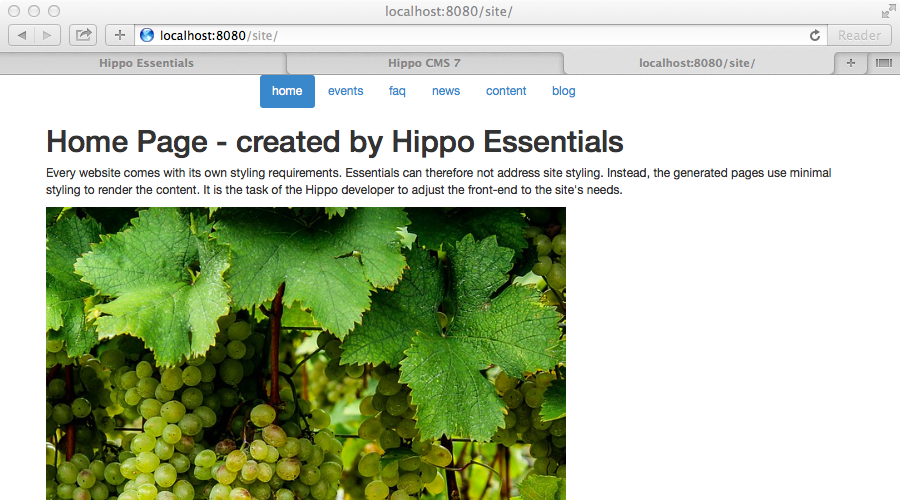 localhost:8080/site/
localhost:8080/site/ Reader
Hippo Essentials Hippo CMS 7 localhost:8080/site/
home events faq news content blog
Home Page - created by Hippo Essentials
Every website comes with its own styling requirements. Essentials can therefore not address site styling. Instead, the generated pages use minimal
styling to render the content. It is the task of the Hippo developer to adjust the front-end to the site's needs.